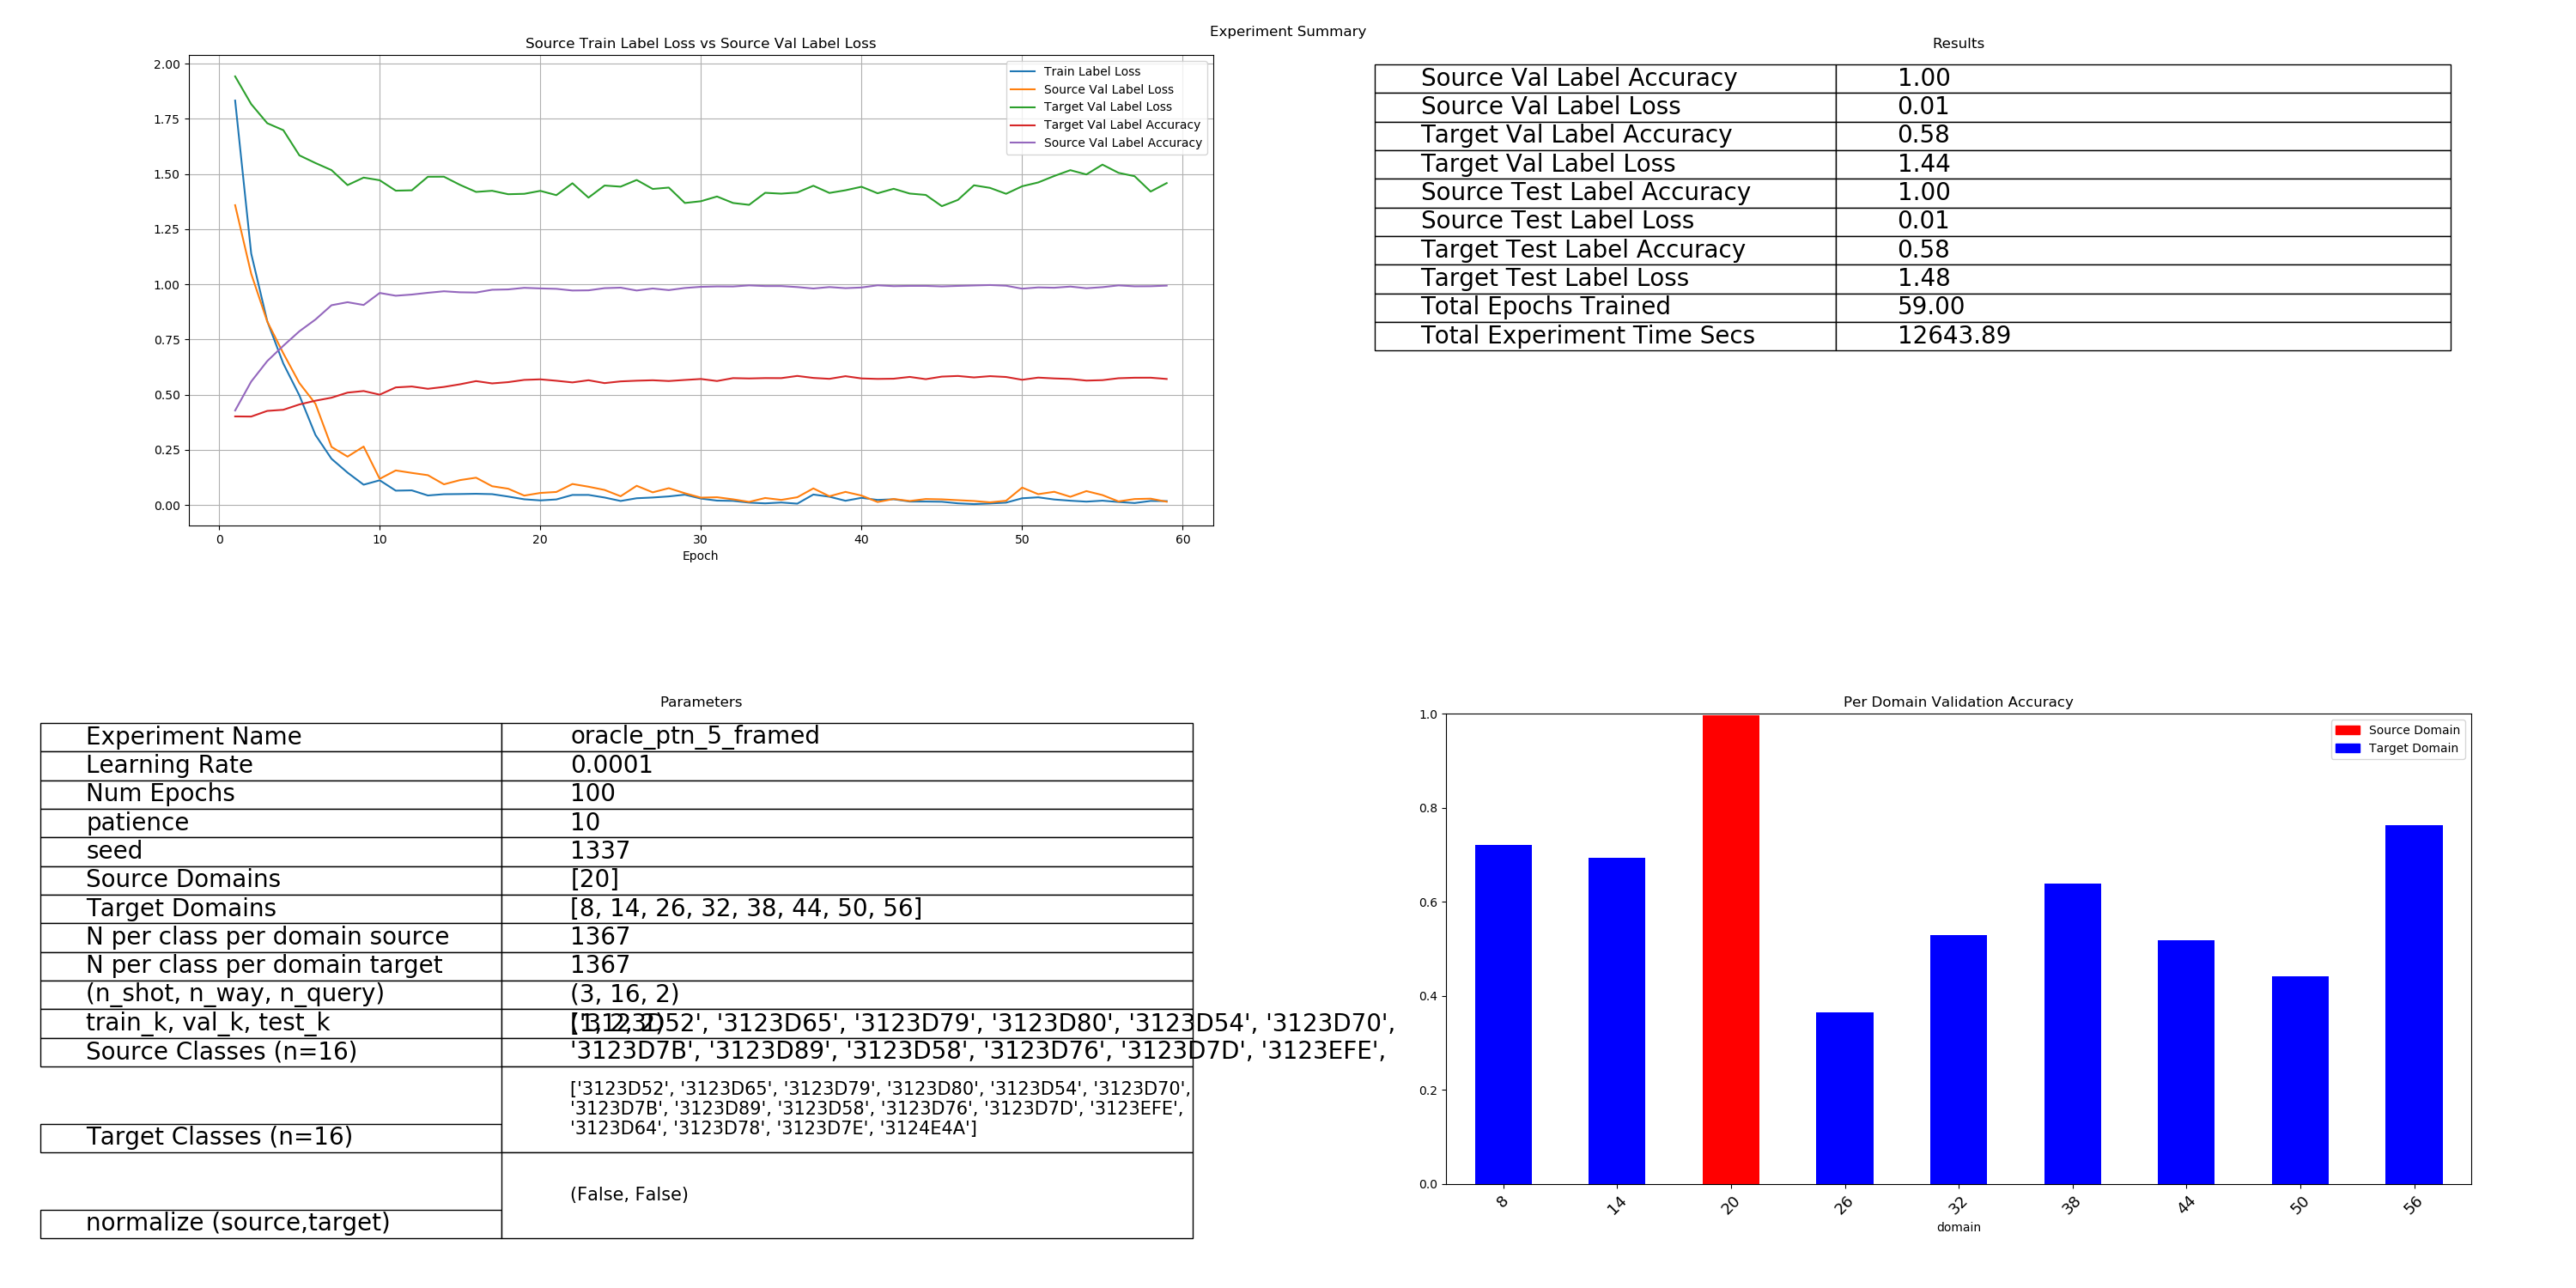 Experiment Summary
Source Train Label Loss vs Source Val Label Loss
2.00
1.75
1.50
1.25
1.00
0.75
0.50
0.25
0.00
0 10 20 30 40 50 60
Epoch
Train Label Loss
Source Val Label Loss
Target Val Label Loss
Target Val Label Accuracy
Source Val Label Accuracy
Results
Source Val Label Accuracy 1.00
Source Val Label Loss 0.01
Target Val Label Accuracy 0.58
Target Val Label Loss 1.44
Source Test Label Accuracy 1.00
Source Test Label Loss 0.01
Target Test Label Accuracy 0.58
Target Test Label Loss 1.48
Total Epochs Trained 59.00
Total Experiment Time Secs 12643.89
Parameters
Experiment Name oracle_ptn_5_framed
Learning Rate 0.0001
Num Epochs 100
patience 10
seed 1337
Source Domains [20]
Target Domains [8, 14, 26, 32, 38, 44, 50, 56]
N per class per domain source 1367
N per class per domain target 1367
(n_shot, n_way, n_query) (3, 16, 2)
train_k, val_k, test_k '3123D65', '3123D79', '3123D80', '3123D54', '3123D70',
Source Classes (n=16) '3123D7B', '3123D89', '3123D58', '3123D76', '3123D7D', '3123EFE',
['3123D52', '3123D65', '3123D79', '3123D80', '3123D54', '3123D70',
'3123D7B', '3123D89', '3123D58', '3123D76', '3123D7D', '3123EFE',
'3123D64', '3123D78', '3123D7E', '3124E4A']
Target Classes (n=16)
(False, False)
normalize (source,target)
Per Domain Validation Accuracy
1.0
0.8
0.6
0.4
0.2
0.0
8 14 20 26 32 38 44 50 56
domain
Source Domain
Target Domain